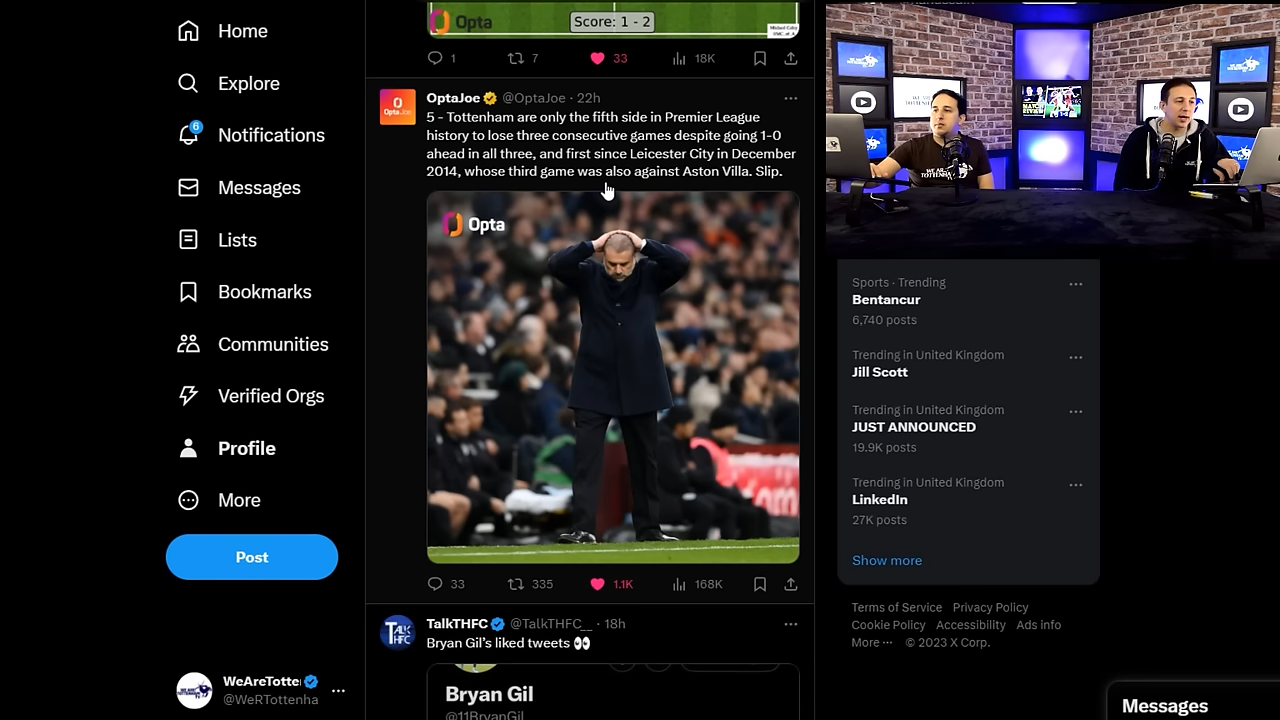 Home
Explore
6
Notifications
Messages
Lists
Bookmarks
Communities
Verified Orgs
Profile
More
Post
WeAreTotte
@WeRTottenha
Opta
Score: 1 - 2
1
7
33
18K
OptaJoe @OptaJoe · 22h
5 - Tottenham are only the fifth side in Premier League
history to lose three consecutive games despite going 1-0
ahead in all three, and first since Leicester City in December
2014, whose third game was also against Aston Villa. Slip.
Opta
33
335
1.1K
168K
TalkTHFC @TalkTHFC__ · 18h
Bryan Gil's liked tweets 👀
Bryan Gil
@11BryanGil
Sports · Trending
Bentancur
6,740 posts
Trending in United Kingdom
Jill Scott
Trending in United Kingdom
JUST ANNOUNCED
19.9K posts
Trending in United Kingdom
LinkedIn
27K posts
Show more
Terms of Service Privacy Policy
Cookie Policy Accessibility Ads info
More ··· © 2023 X Corp.
Messages